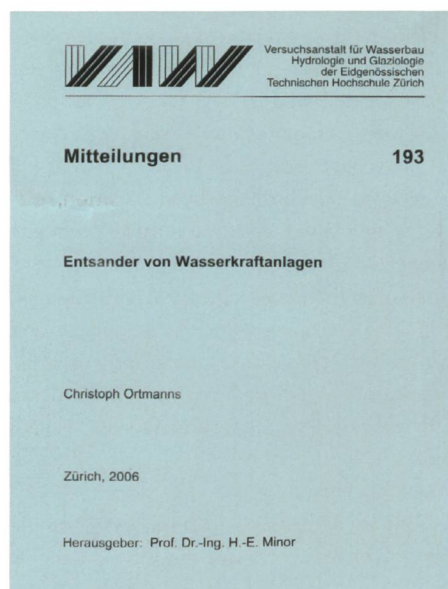 VAW
Versuchsanstalt für Wasserbau
Hydrologie und Glaziologie
der Eidgenössischen
Technischen Hochschule Zürich
Mitteilungen 193
Entsander von Wasserkraftanlagen
Christoph Ortmanns
Zürich, 2006
Herausgeber: Prof. Dr.-Ing. H.-E. Minor